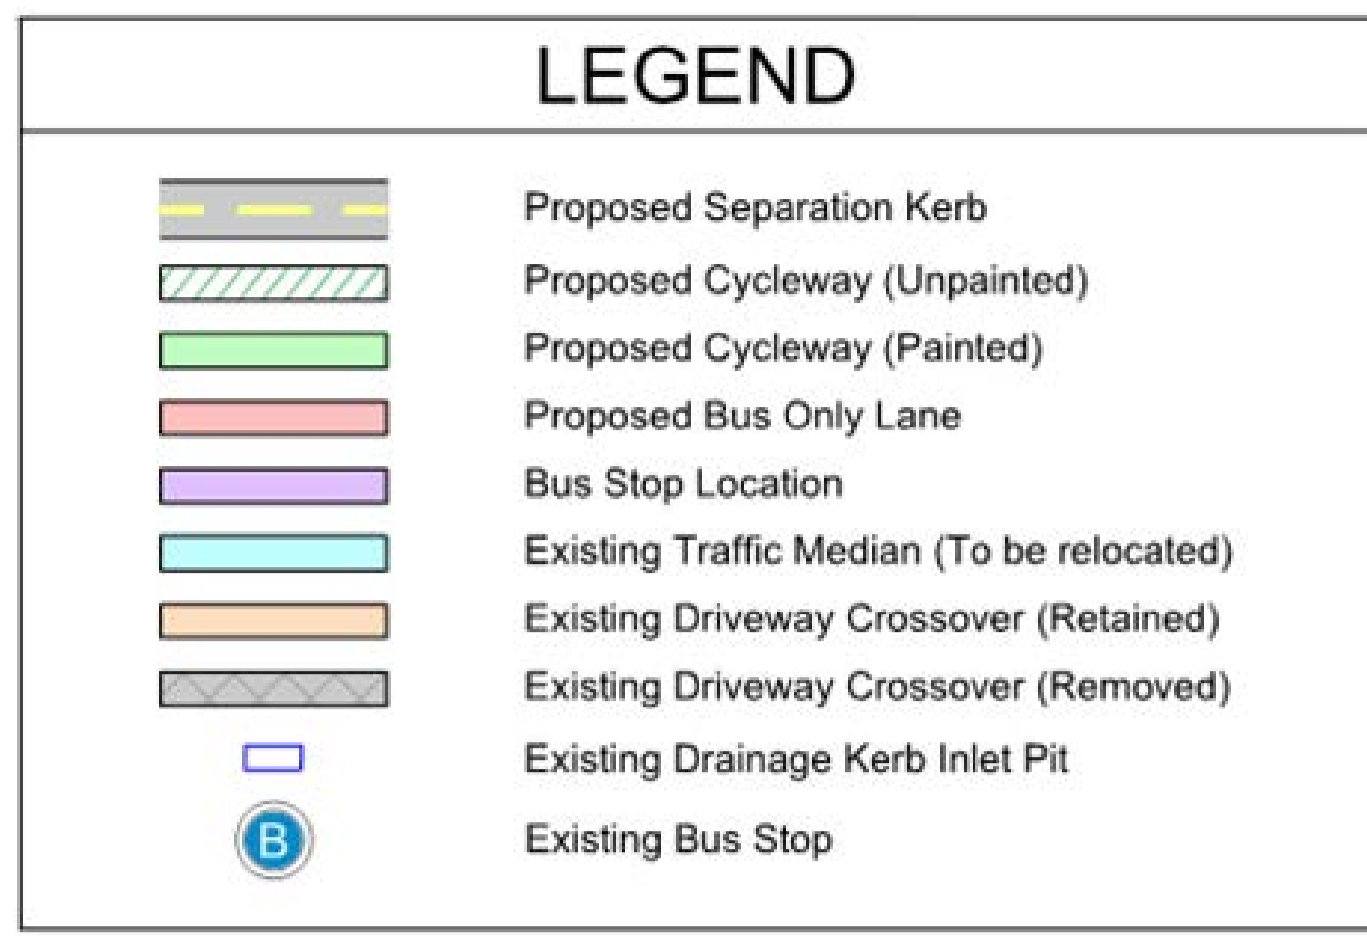 LEGEND
Proposed Separation Kerb
Proposed Cycleway (Unpainted)
Proposed Cycleway (Painted)
Proposed Bus Only Lane
Bus Stop Location
Existing Traffic Median (To be relocated)
Existing Driveway Crossover (Retained)
Existing Driveway Crossover (Removed)
Existing Drainage Kerb Inlet Pit
B Existing Bus Stop